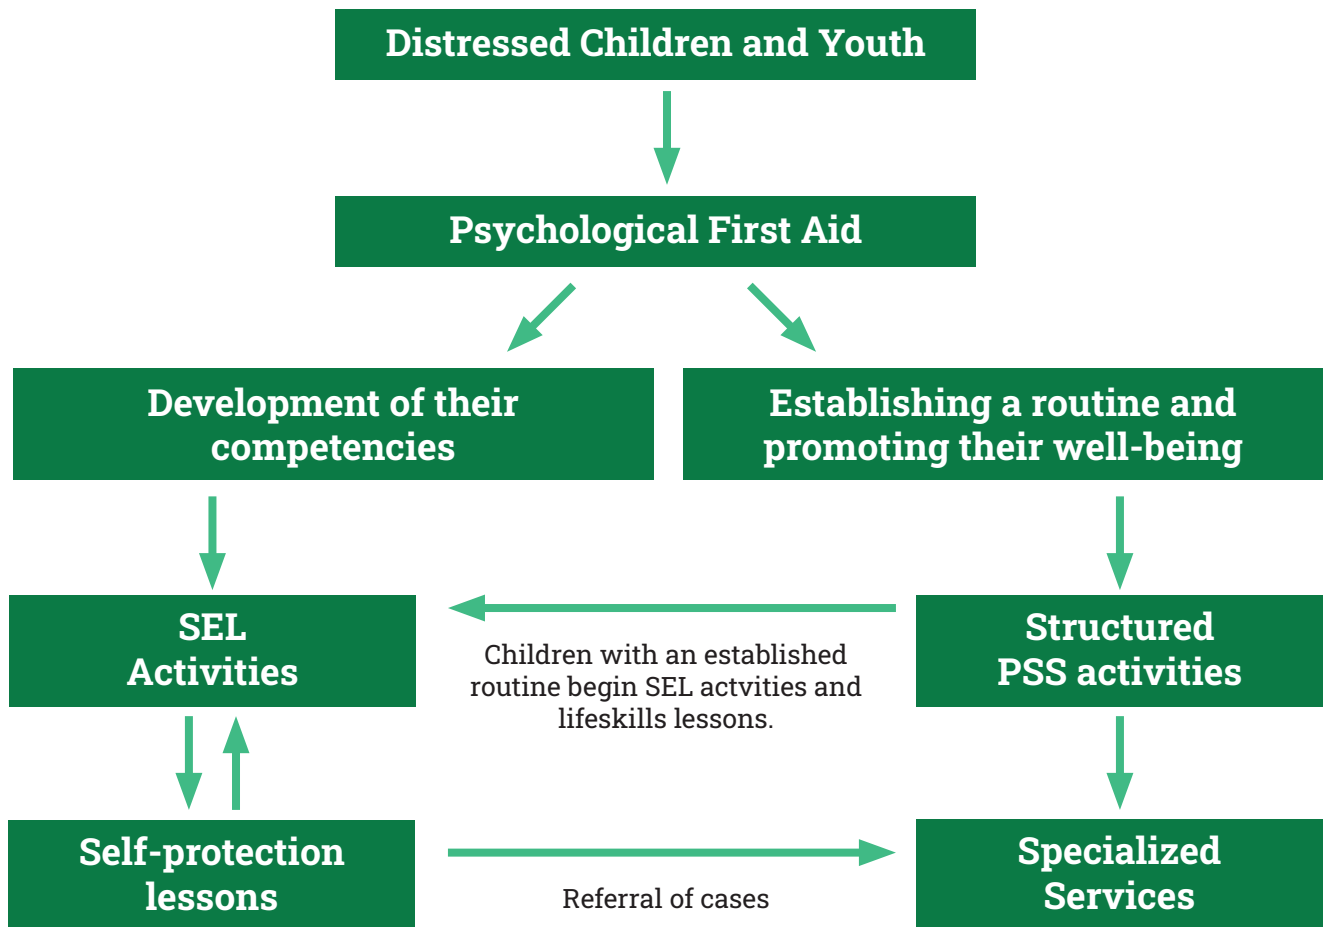 Distressed Children and Youth
Psychological First Aid
Development of their
competencies
Establishing a routine and
promoting their well-being
SEL
Activities
Children with an established
routine begin SEL actvities and
lifeskills lessons.
Structured
PSS activities
Self-protection
lessons
Referral of cases
Specialized
Services